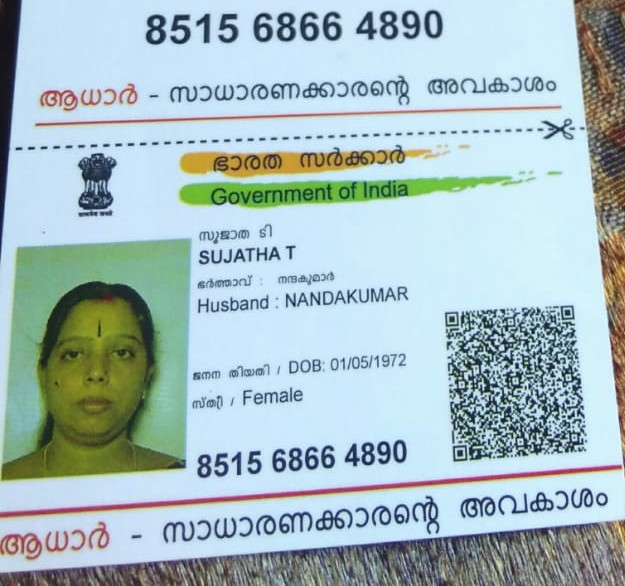 8515 6866 4890
ആധാർ - സാധാരണക്കാരന്റെ അവകാശം
ഭാരത സർക്കാർ
Government of India
സുജാത ടി
SUJATHA T
ഭർത്താവ് : നന്ദകുമാർ
Husband : NANDAKUMAR
ജനന തിയതി / DOB: 01/05/1972
സ്ത്രീ / Female
8515 6866 4890
ആധാർ - സാധാരണക്കാരന്റെ അവകാശം